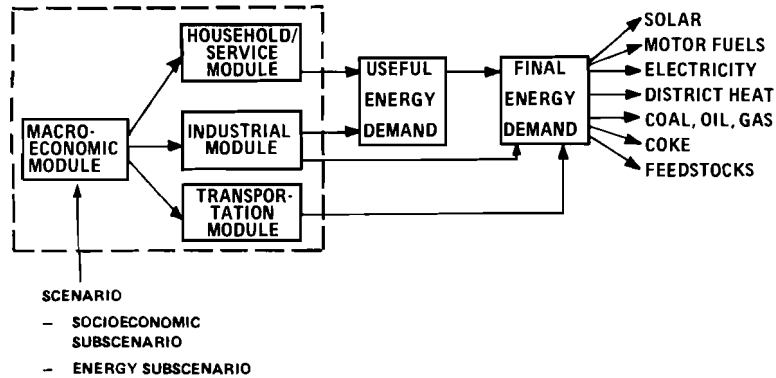 HOUSEHOLD/
SERVICE
MODULE
MACRO-
ECONOMIC
MODULE
INDUSTRIAL
MODULE
TRANSPOR-
TATION
MODULE
USEFUL
ENERGY
DEMAND
FINAL
ENERGY
DEMAND
SOLAR
MOTOR FUELS
ELECTRICITY
DISTRICT HEAT
COAL, OIL, GAS
COKE
FEEDSTOCKS
SCENARIO
– SOCIOECONOMIC
SUBSCENARIO
– ENERGY SUBSCENARIO